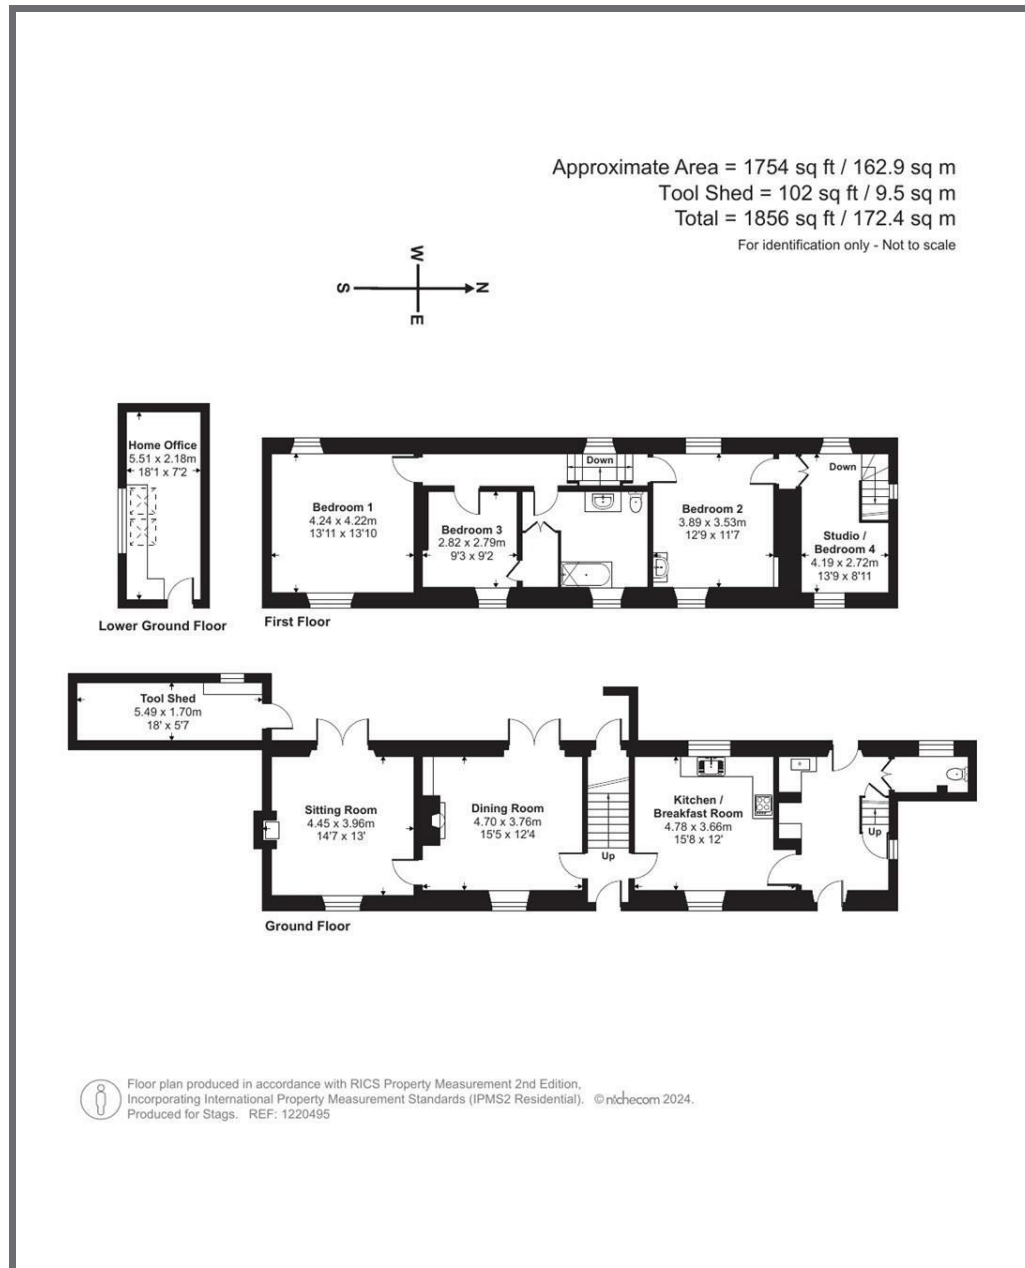 Approximate Area = 1754 sq ft / 162.9 sq m
Tool Shed = 102 sq ft / 9.5 sq m
Total = 1856 sq ft / 172.4 sq m
For identification only - Not to scale
W
S
N
E
Home Office
5.51 x 2.18m
18'1 x 7'2
Lower Ground Floor
Bedroom 1
4.24 x 4.22m
13'11 x 13'10
Bedroom 3
2.82 x 2.79m
9'3 x 9'2
Down
Bedroom 2
3.89 x 3.53m
12'9 x 11'7
Down
Studio /
Bedroom 4
4.19 x 2.72m
13'9 x 8'11
First Floor
Tool Shed
5.49 x 1.70m
18' x 5'7
Sitting Room
4.45 x 3.96m
14'7 x 13'
Dining Room
4.70 x 3.76m
15'5 x 12'4
Up
Kitchen /
Breakfast Room
4.78 x 3.66m
15'8 x 12'
Up
Ground Floor
Floor plan produced in accordance with RICS Property Measurement 2nd Edition,
Incorporating International Property Measurement Standards (IPMS2 Residential). © nichecom 2024.
Produced for Stags. REF: 1220495